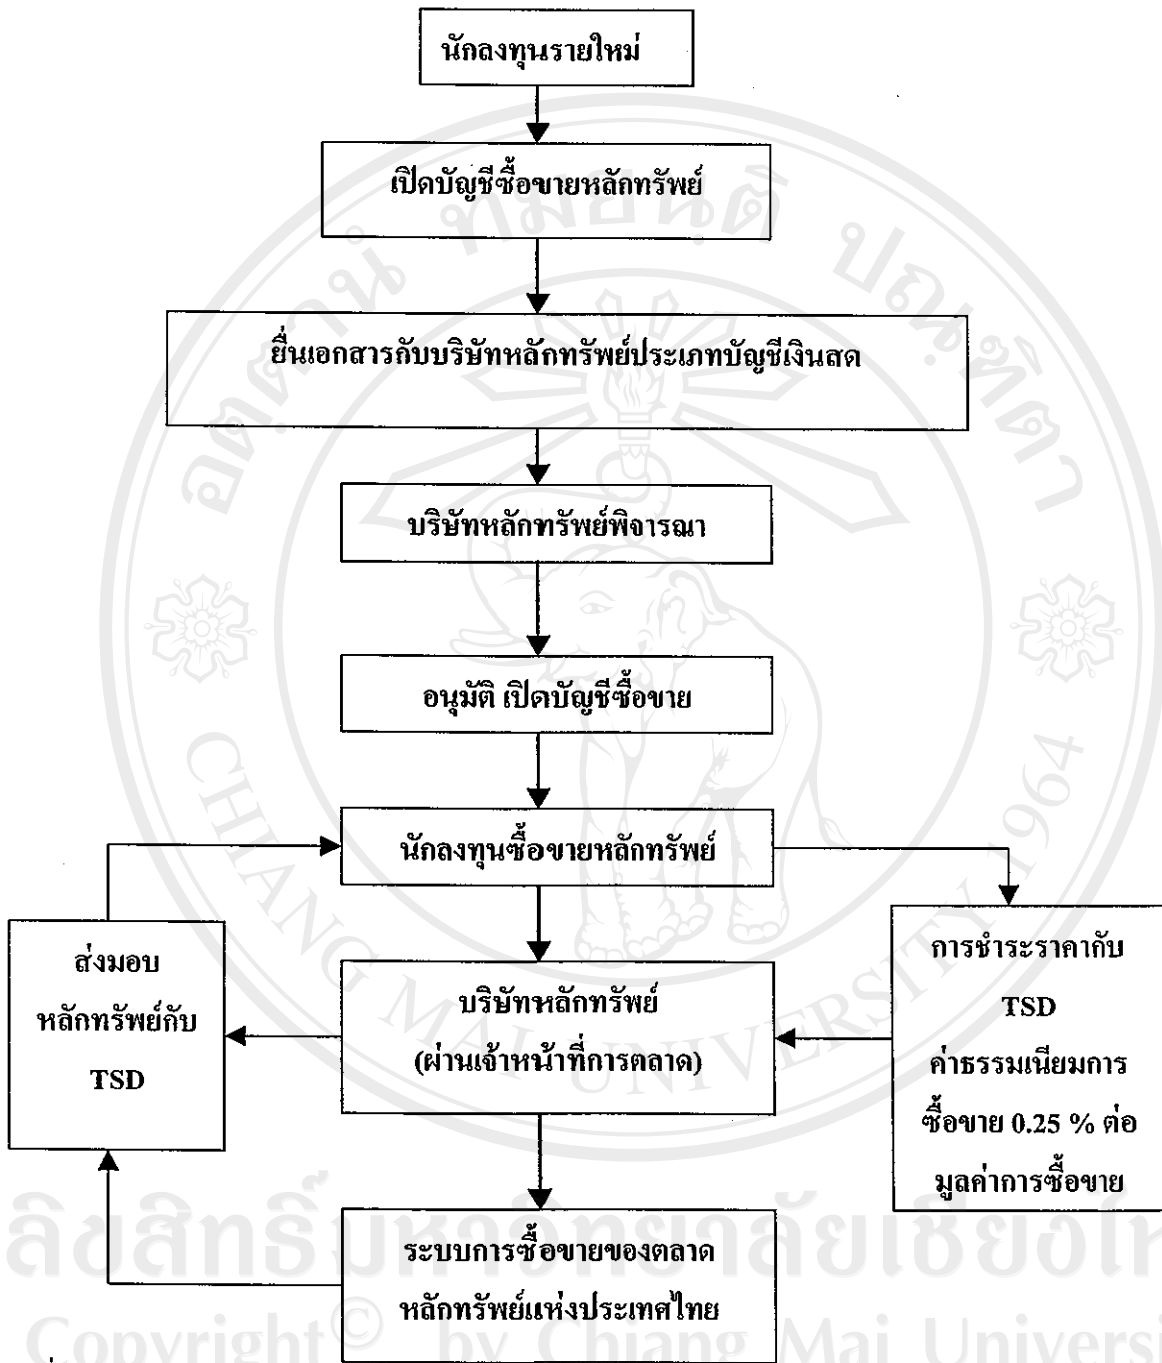 นักลงทุนรายใหม่
เปิดบัญชีซื้อขายหลักทรัพย์
ยื่นเอกสารกับบริษัทหลักทรัพย์ประเภทบัญชีเงินสด
บริษัทหลักทรัพย์พิจารณา
อนุมัติ เปิดบัญชีซื้อขาย
นักลงทุนซื้อขายหลักทรัพย์
ส่งมอบ
หลักทรัพย์กับ
TSD
บริษัทหลักทรัพย์
(ผ่านเจ้าหน้าที่การตลาด)
การชำระราคากับ
TSD
ค่าธรรมเนียมการ
ซื้อขาย 0.25 % ต่อ
มูลค่าการซื้อขาย
ระบบการซื้อขายของตลาด
หลักทรัพย์แห่งประเทศไทย
CHIANG MAI UNIVERSITY 1964
Copyright© by Chiang Mai